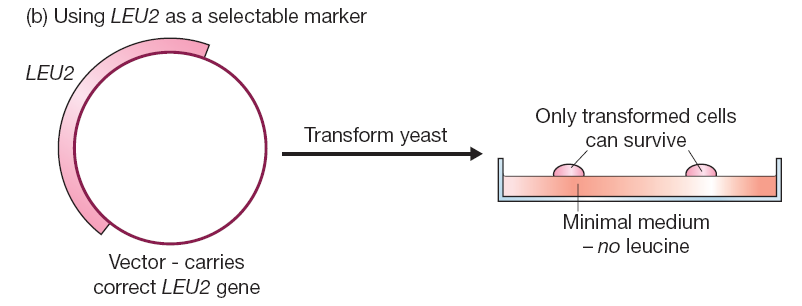 (b) Using LEU2 as a selectable marker
LEU2
Vector - carries
correct LEU2 gene
Transform yeast
Only transformed cells
can survive
Minimal medium
– no leucine